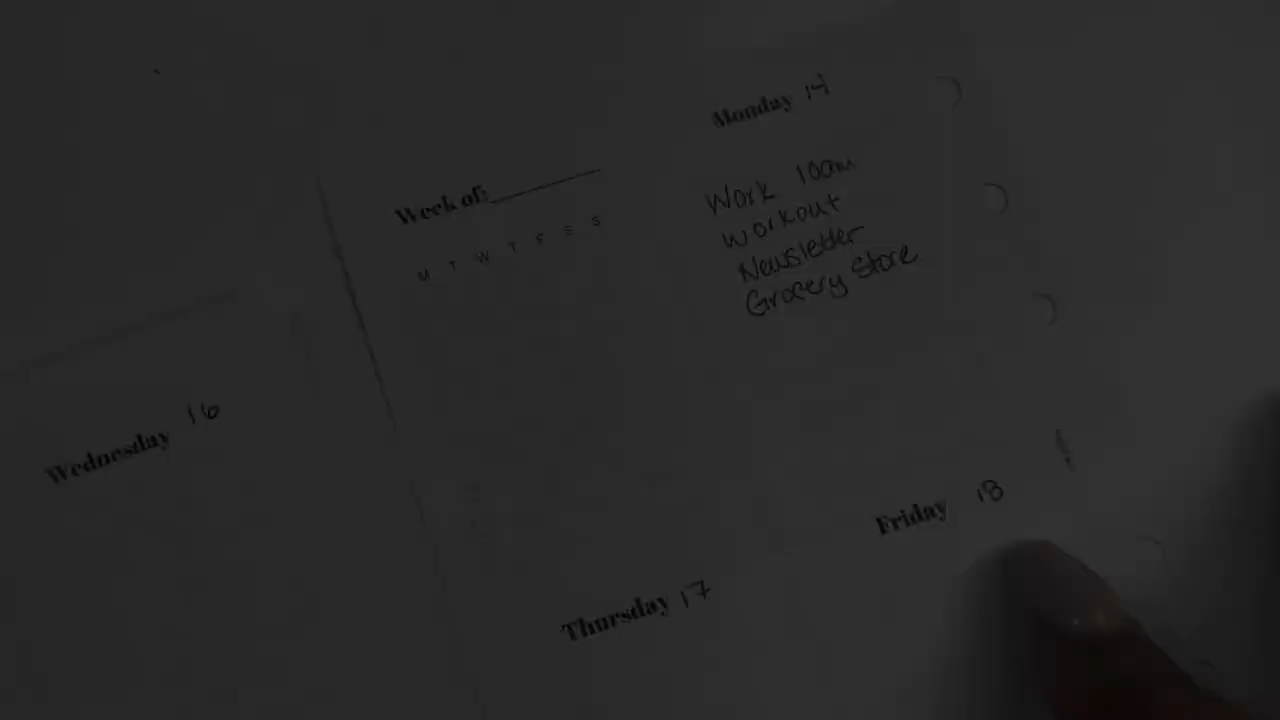 Monday 14
Week of:
M T W T F S S
Work 10am
Workout
Newsletter
Grocery Store
Wednesday 16
Friday 18
Thursday 17